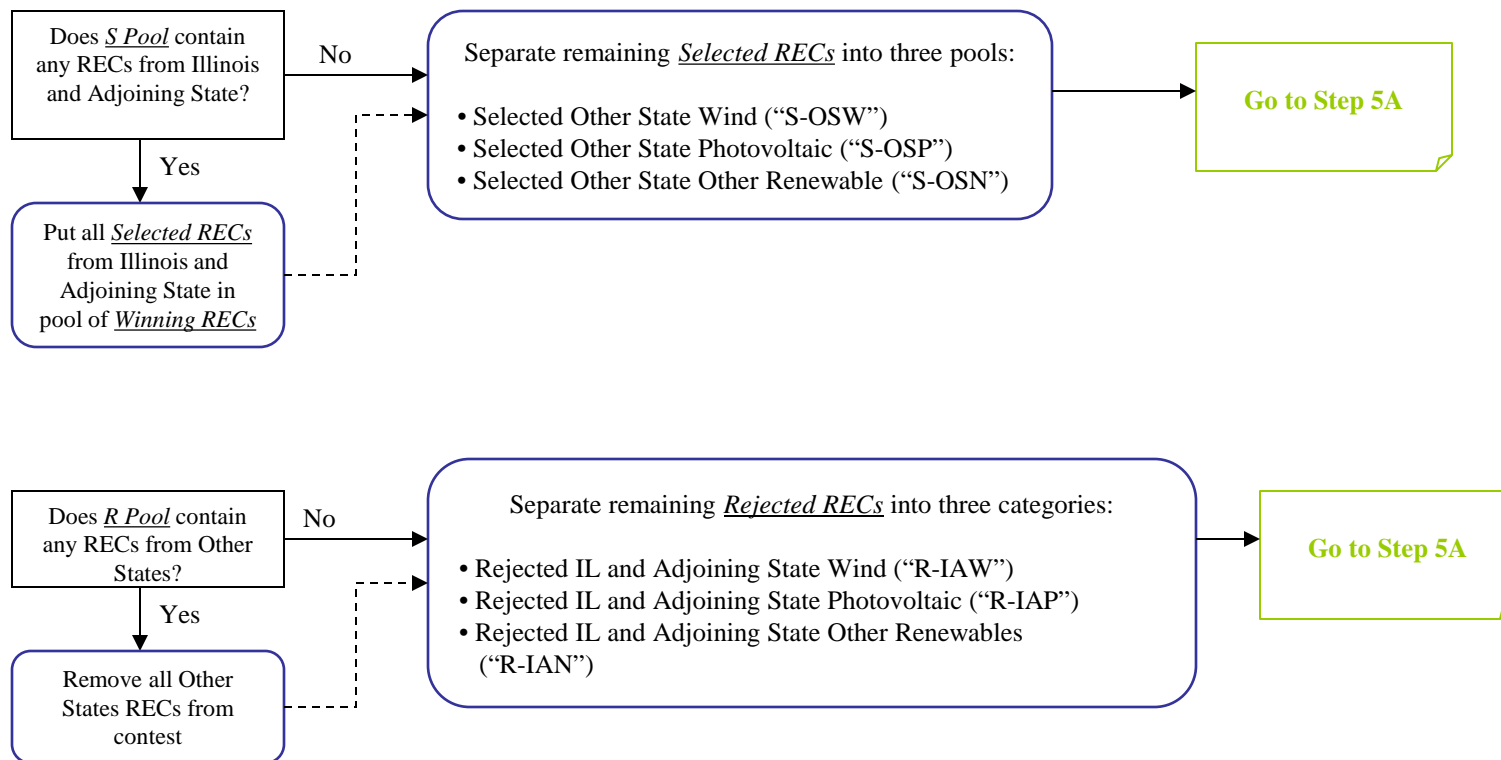 Does S Pool contain
any RECs from Illinois
and Adjoining State?
No
Yes
Put all Selected RECs
from Illinois and
Adjoining State in
pool of Winning RECs
Separate remaining Selected RECs into three pools:
• Selected Other State Wind (“S-OSW”)
• Selected Other State Photovoltaic (“S-OSP”)
• Selected Other State Other Renewable (“S-OSN”)
Go to Step 5A
Does R Pool contain
any RECs from Other
States?
No
Yes
Remove all Other
States RECs from
contest
Separate remaining Rejected RECs into three categories:
• Rejected IL and Adjoining State Wind (“R-IAW”)
• Rejected IL and Adjoining State Photovoltaic (“R-IAP”)
• Rejected IL and Adjoining State Other Renewables
(“R-IAN”)
Go to Step 5A